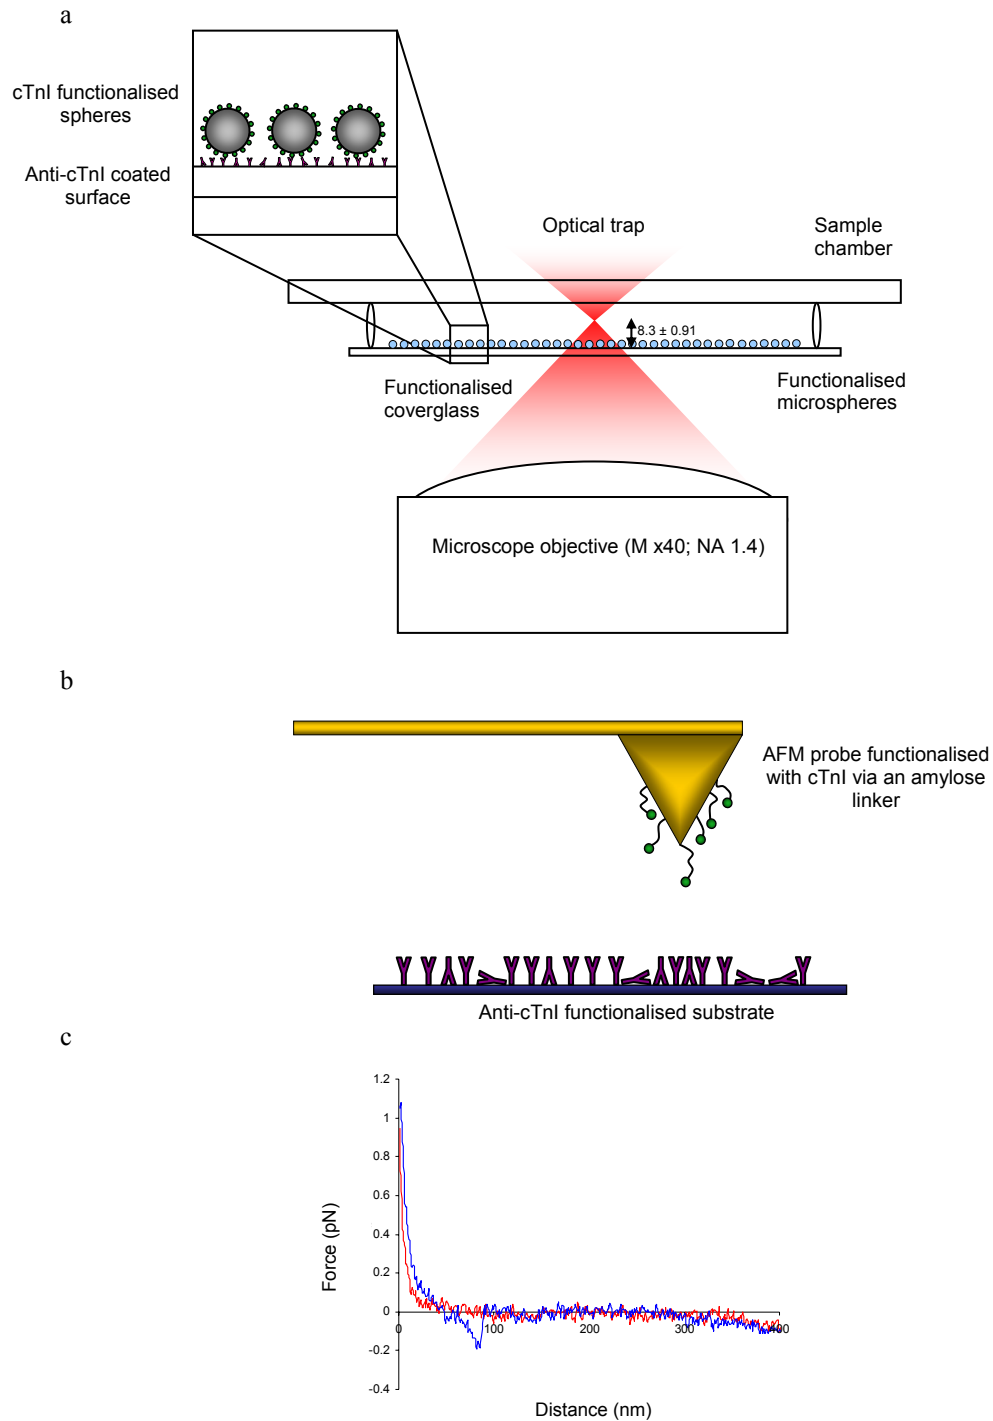 a
cTnI functionalised
spheres
Anti-cTnI coated
surface
Optical trap
Sample
chamber
8.3 ± 0.91
Functionalised
coverglass
Functionalised
microspheres
Microscope objective (M x40; NA 1.4)
b
AFM probe functionalised
with cTnI via an amylose
linker
Anti-cTnI functionalised substrate
c
1.2
1
0.8
0.6
0.4
0.2
0
-0.2
-0.4
Force (pN)
0
100
200
300
400
Distance (nm)